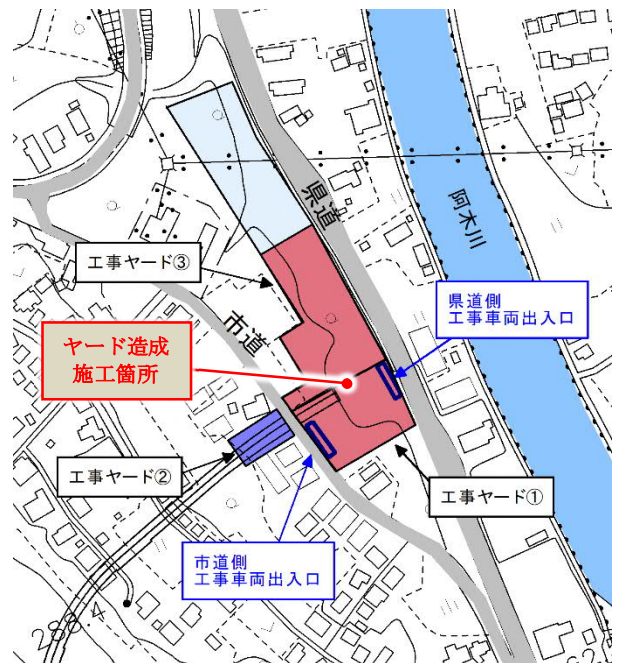 県道
阿木川
工事ヤード③
県道側
工事車両出入口
市道
ヤード造成
施工箇所
工事ヤード②
工事ヤード①
市道側
工事車両出入口
288.4